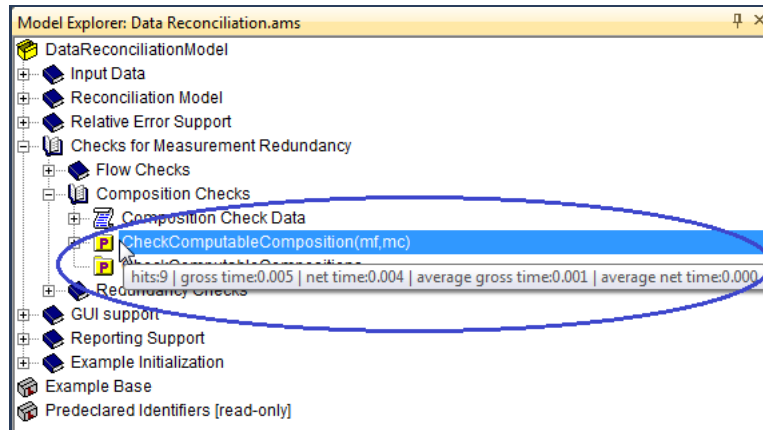 Model Explorer: Data Reconciliation.ams
DataReconciliationModel
Input Data
Reconciliation Model
Relative Error Support
Checks for Measurement Redundancy
Flow Checks
Composition Checks
Composition Check Data
P CheckComputableComposition(mf,mc)
P
hits:9 | gross time:0.005 | net time:0.004 | average gross time:0.001 | average net time:0.000
Redundancy Checks
GUI support
Reporting Support
Example Initialization
Example Base
Predeclared Identifiers [read-only]